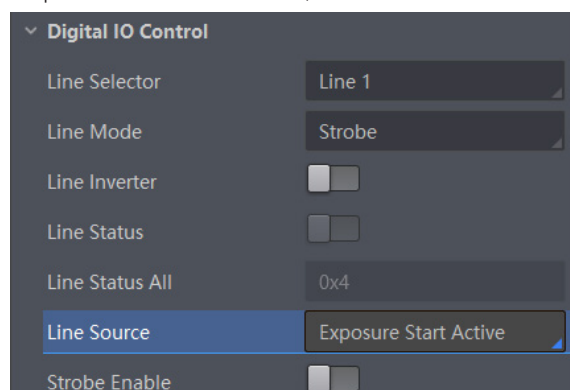 Digital IO Control
Line Selector Line 1
Line Mode Strobe
Line Inverter
Line Status
Line Status All 0x4
Line Source Exposure Start Active
Strobe Enable